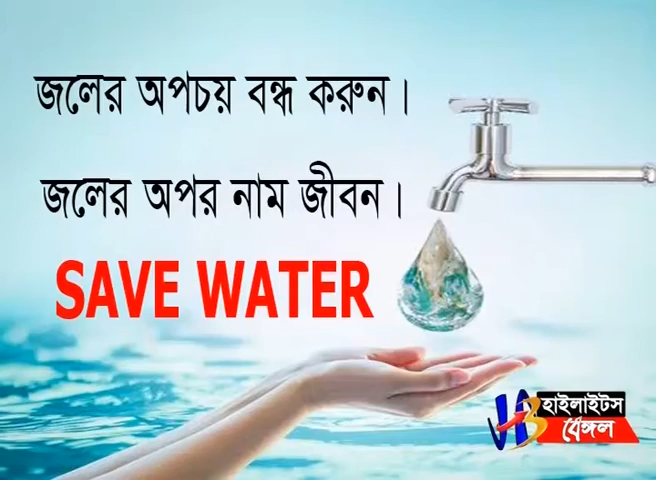 জলের অপচয় বন্ধ করুন।
জলের অপর নাম জীবন।
SAVE WATER
হাইলাইটস
বেঙ্গল